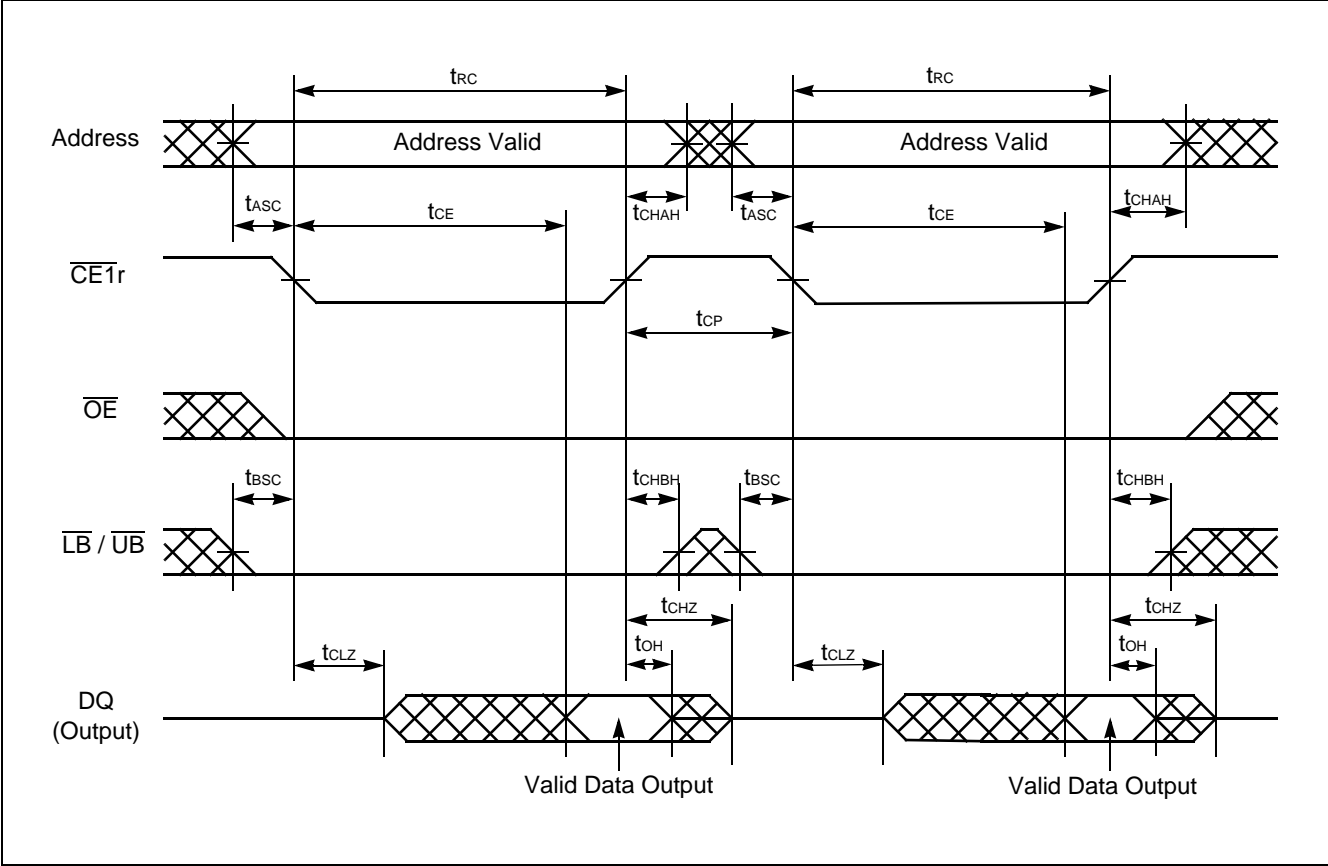 tRC tRC
Address Address Valid Address Valid
tASC tCE tCHAH tASC tCE tCHAH
CE1r
tCP
OE
tBSC tCHBH tBSC tCHBH
LB / UB
tCHZ tCHZ
tCLZ tOH tCLZ tOH
DQ
(Output)
Valid Data Output Valid Data Output